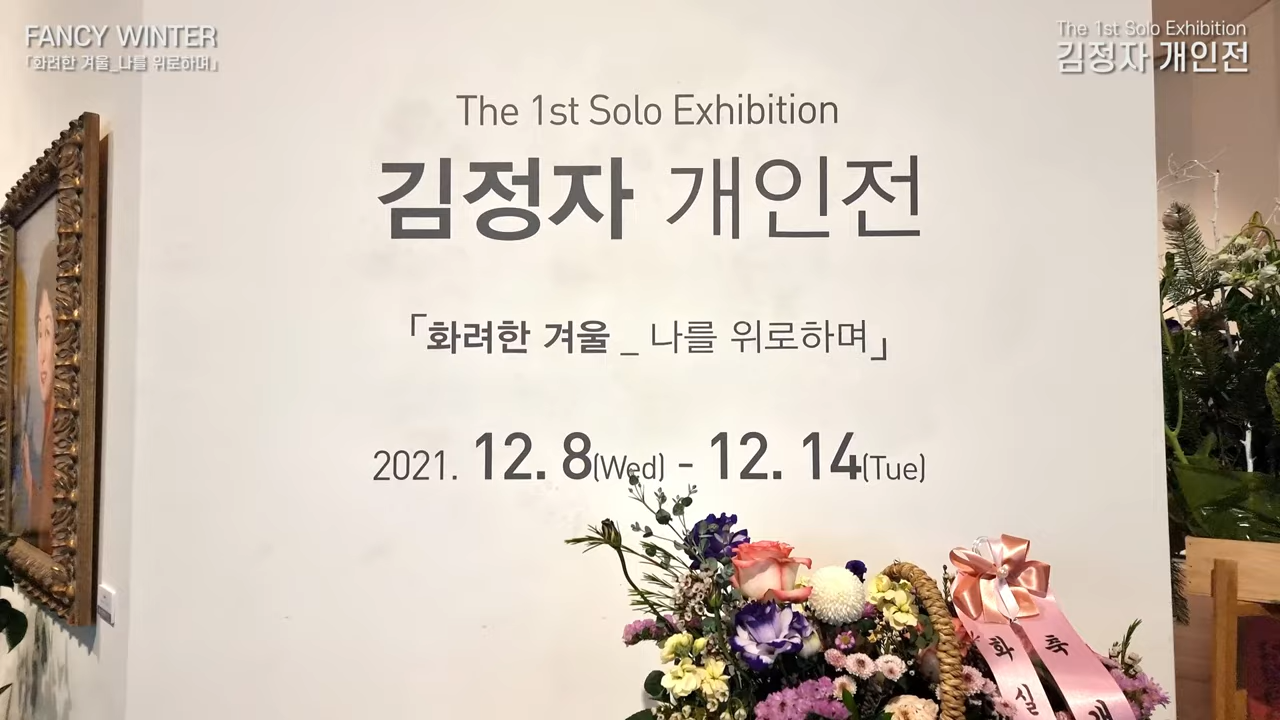 FANCY WINTER
「화려한 겨울_나를 위로하며」
The 1st Solo Exhibition
김정자 개인전
The 1st Solo Exhibition
김정자 개인전
「화려한 겨울 _ 나를 위로하며」
2021. 12. 8(Wed) - 12. 14(Tue)
화실
축